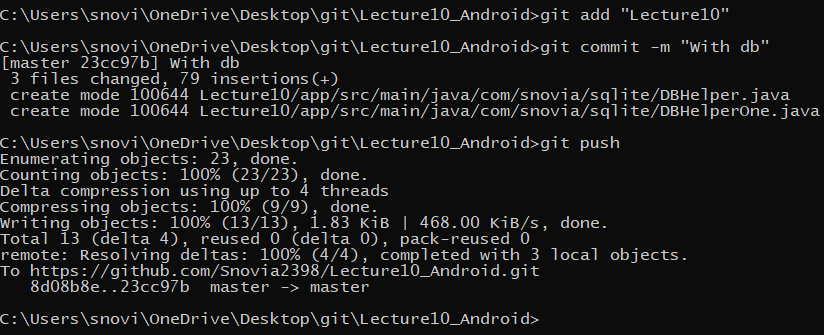 C:\Users\snovi\OneDrive\Desktop\git\Lecture10_Android>git add "Lecture10"
C:\Users\snovi\OneDrive\Desktop\git\Lecture10_Android>git commit -m "With db"
[master 23cc97b] With db
 3 files changed, 79 insertions(+)
 create mode 100644 Lecture10/app/src/main/java/com/snovia/sqlite/DBHelper.java
 create mode 100644 Lecture10/app/src/main/java/com/snovia/sqlite/DBHelperOne.java
C:\Users\snovi\OneDrive\Desktop\git\Lecture10_Android>git push
Enumerating objects: 23, done.
Counting objects: 100% (23/23), done.
Delta compression using up to 4 threads
Compressing objects: 100% (9/9), done.
Writing objects: 100% (13/13), 1.83 KiB | 468.00 KiB/s, done.
Total 13 (delta 4), reused 0 (delta 0), pack-reused 0
remote: Resolving deltas: 100% (4/4), completed with 3 local objects.
To https://github.com/Snovia2398/Lecture10_Android.git
   8d08b8e..23cc97b  master -> master
C:\Users\snovi\OneDrive\Desktop\git\Lecture10_Android>